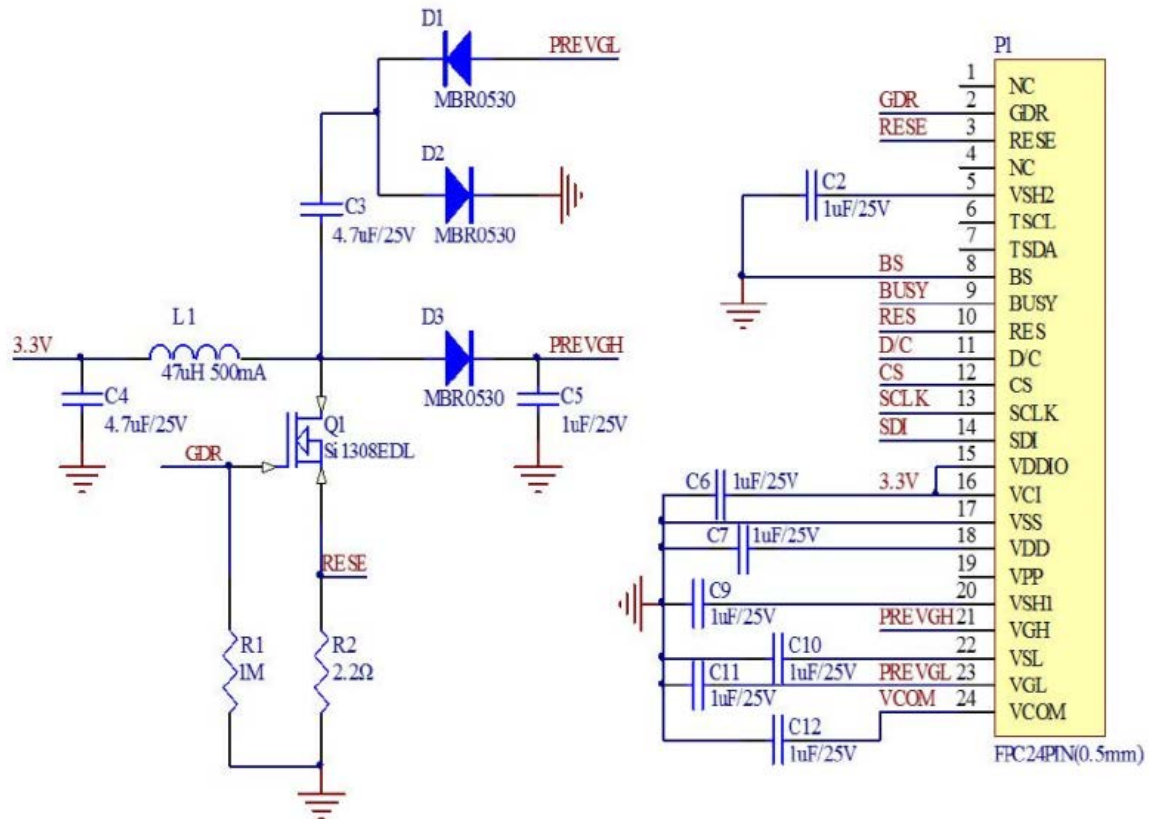 D1
PREVGL
MBR0530
D2
MBR0530
C3
4.7uF/25V
L1
3.3V
47uH 500mA
C4
4.7uF/25V
D3
PREVGH
MBR0530
C5
1uF/25V
Q1
Si1308EDL
GDR
RESE
R1
1M
R2
2.2Ω
P1
1 NC
GDR 2 GDR
RESE 3 RESE
4 NC
C2
1uF/25V
5 VSH2
6 TSCL
7 TSDA
BS 8 BS
BUSY 9 BUSY
RES 10 RES
D/C 11 D/C
CS 12 CS
SCLK 13 SCLK
SDI 14 SDI
15 VDDIO
C6 1uF/25V 3.3V 16 VCI
17 VSS
C7 1uF/25V 18 VDD
19 VPP
C9
1uF/25V
20 VSH1
PREVGH 21 VGH
C10
1uF/25V
22 VSL
C11
1uF/25V
PREVGL 23 VGL
VCOM 24 VCOM
C12
1uF/25V
FPC24PIN(0.5mm)